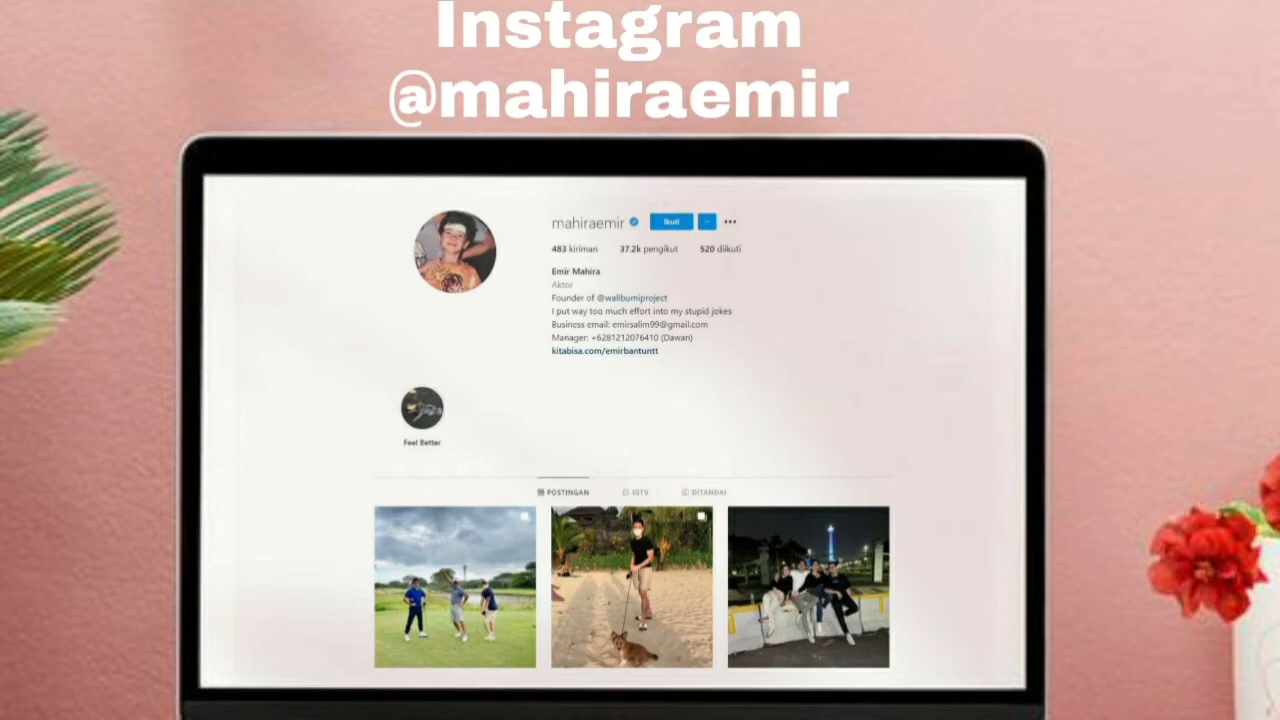 Instagram
@mahiraemir
mahiraemir
Ikuti
483 kiriman 37.2k pengikut 520 diikuti
Emir Mahira
Aktor
Founder of @walibumiproject
I put way too much effort into my stupid jokes
Business email: emirsalim99@gmail.com
Manager: +6281212076410 (Dawan)
kitabisa.com/emirbantuntt
Feel Better
POSTINGAN IGTV DITANDAI